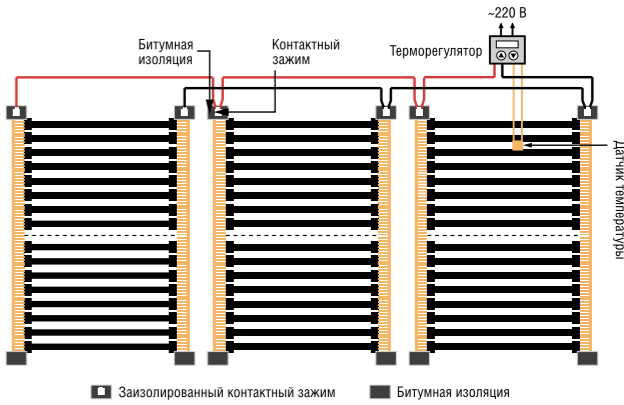 ~220 В
Битумная
изоляция
Контактный
зажим
Терморегулятор
Датчик температуры
Заизолированный контактный зажим
Битумная изоляция